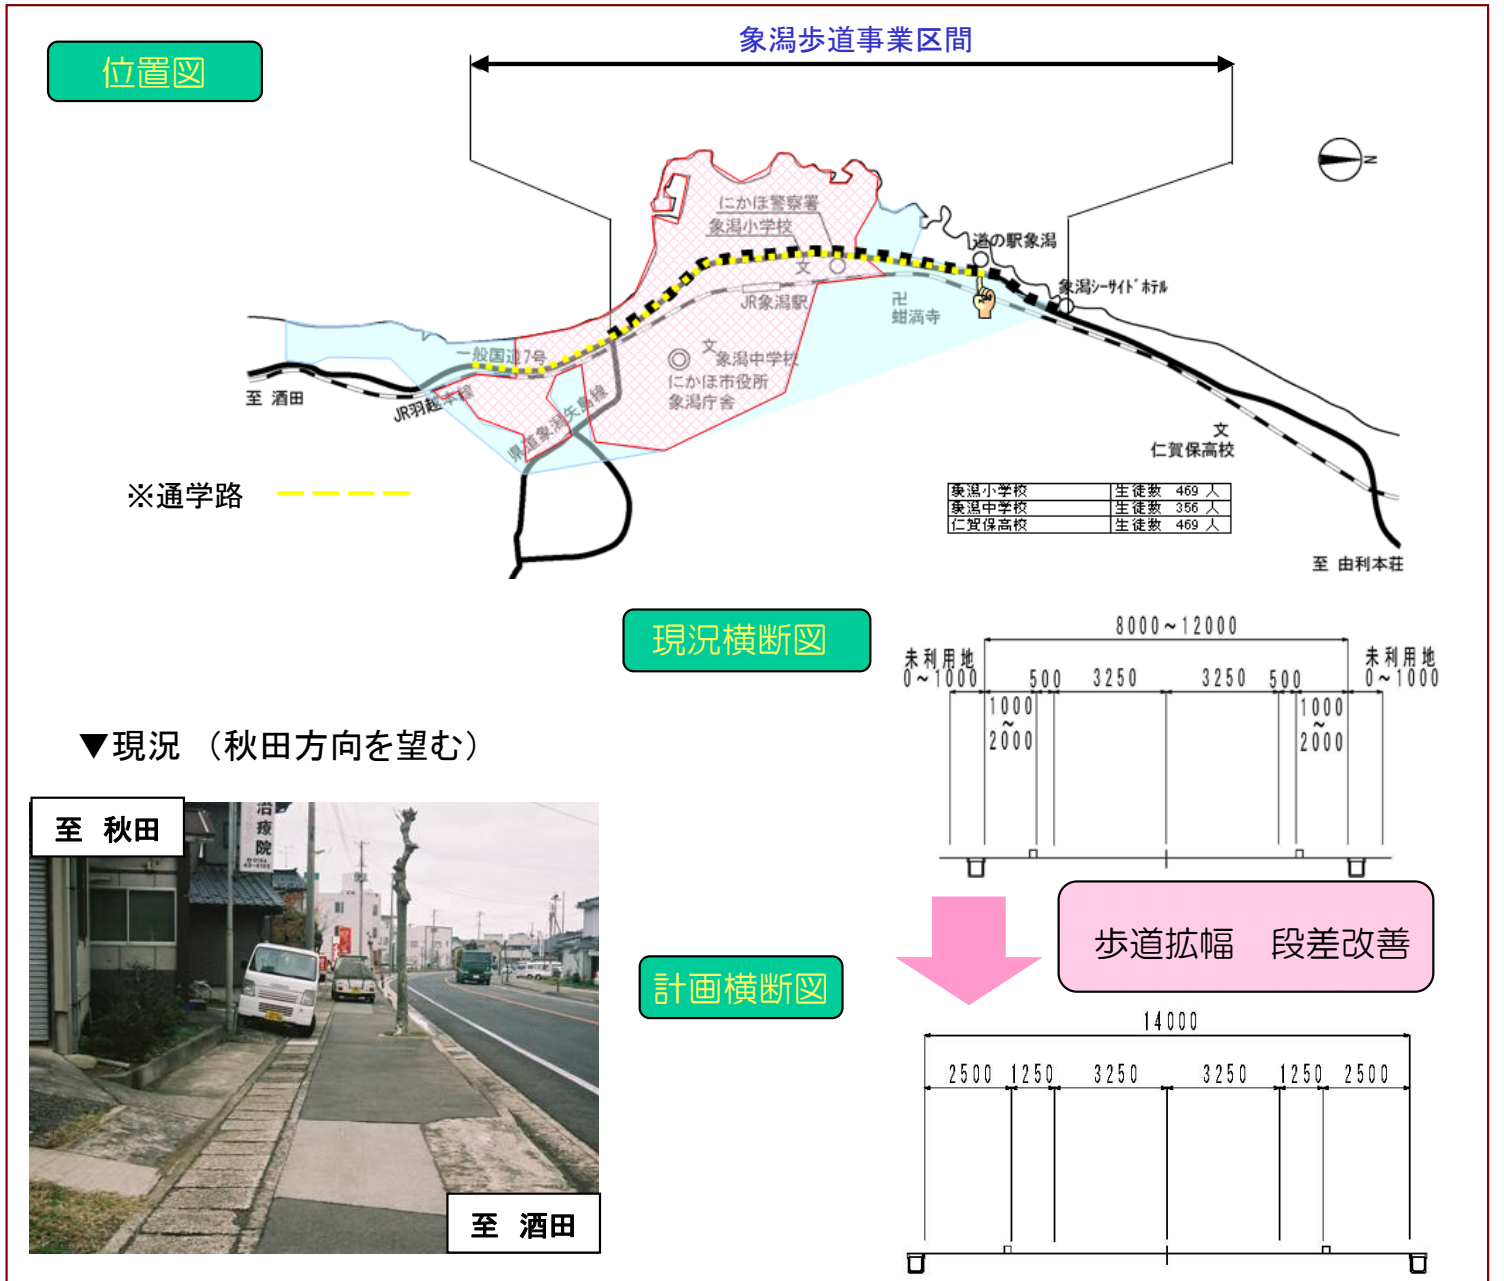 象潟歩道事業区間
位置図
N
にかほ警察署
象潟小学校
道の駅象潟
文
象潟シーサイドホテル
JR象潟駅
卍
蚶満寺
一般国道7号
文
象潟中学校
にかほ市役所
象潟庁舎
至 酒田
JR羽越本線
県道象潟矢島線
文
仁賀保高校
※通学路
象潟小学校 生徒数 469 人
象潟中学校 生徒数 356 人
仁賀保高校 生徒数 469 人
至 由利本荘
現況横断図
8000~12000
未利用地
0~1000
500 3250 3250 500
未利用地
0~1000
1000
~
2000
1000
~
2000
▼現況 (秋田方向を望む)
至 秋田
治療院
至 酒田
歩道拡幅 段差改善
計画横断図
14000
2500 1250 3250 3250 1250 2500